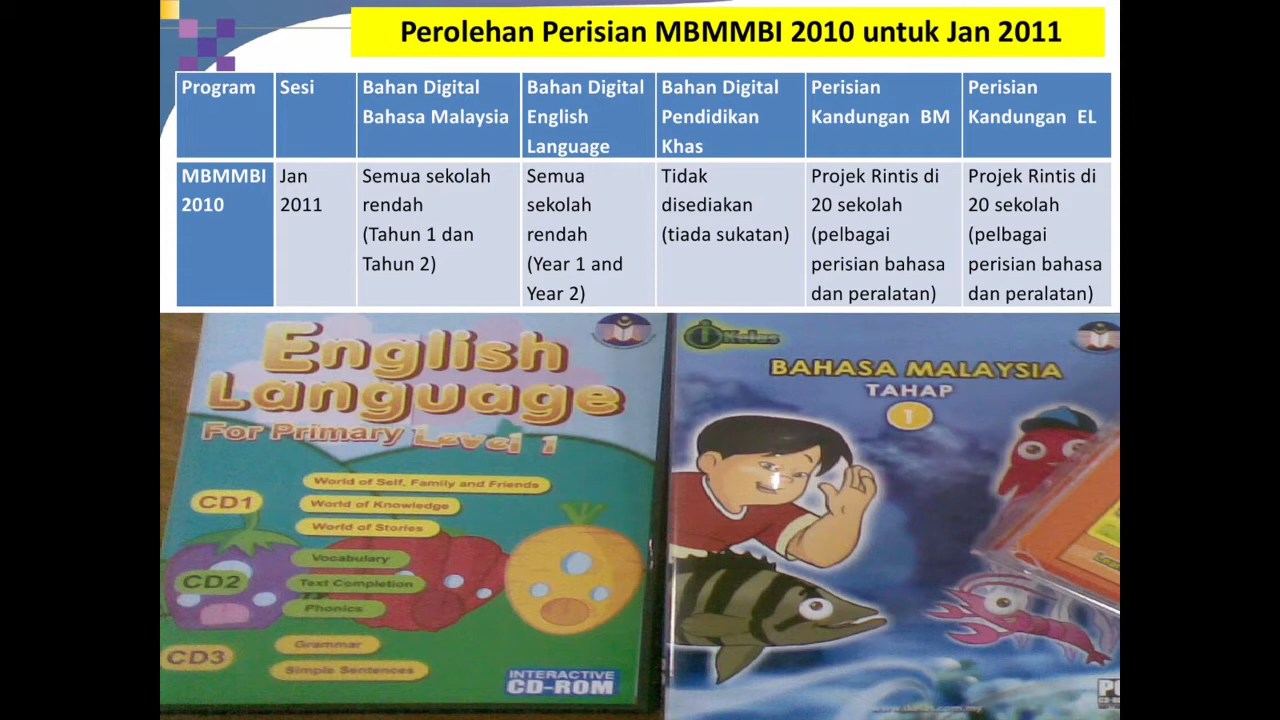 Perolehan Perisian MBMMBI 2010 untuk Jan 2011
Program
Sesi
Bahan Digital
Bahasa Malaysia
Bahan Digital
English
Language
Bahan Digital
Pendidikan
Khas
Perisian
Kandungan BM
Perisian
Kandungan EL
MBMMBI
2010
Jan
2011
Semua sekolah
rendah
(Tahun 1 dan
Tahun 2)
Semua
sekolah
rendah
(Year 1 and
Year 2)
Tidak
disediakan
(tiada sukatan)
Projek Rintis di
20 sekolah
(pelbagai
perisian bahasa
dan peralatan)
Projek Rintis di
20 sekolah
(pelbagai
perisian bahasa
dan peralatan)
English
Language
For Primary Level 1
CD1
World of Self, Family and Friends
World of Knowledge
World of Stories
CD2
Vocabulary
Text Completion
Phonics
CD3
Grammar
Simple Sentences
INTERACTIVE
CD-ROM
i Kelas
BAHASA MALAYSIA
TAHAP
1